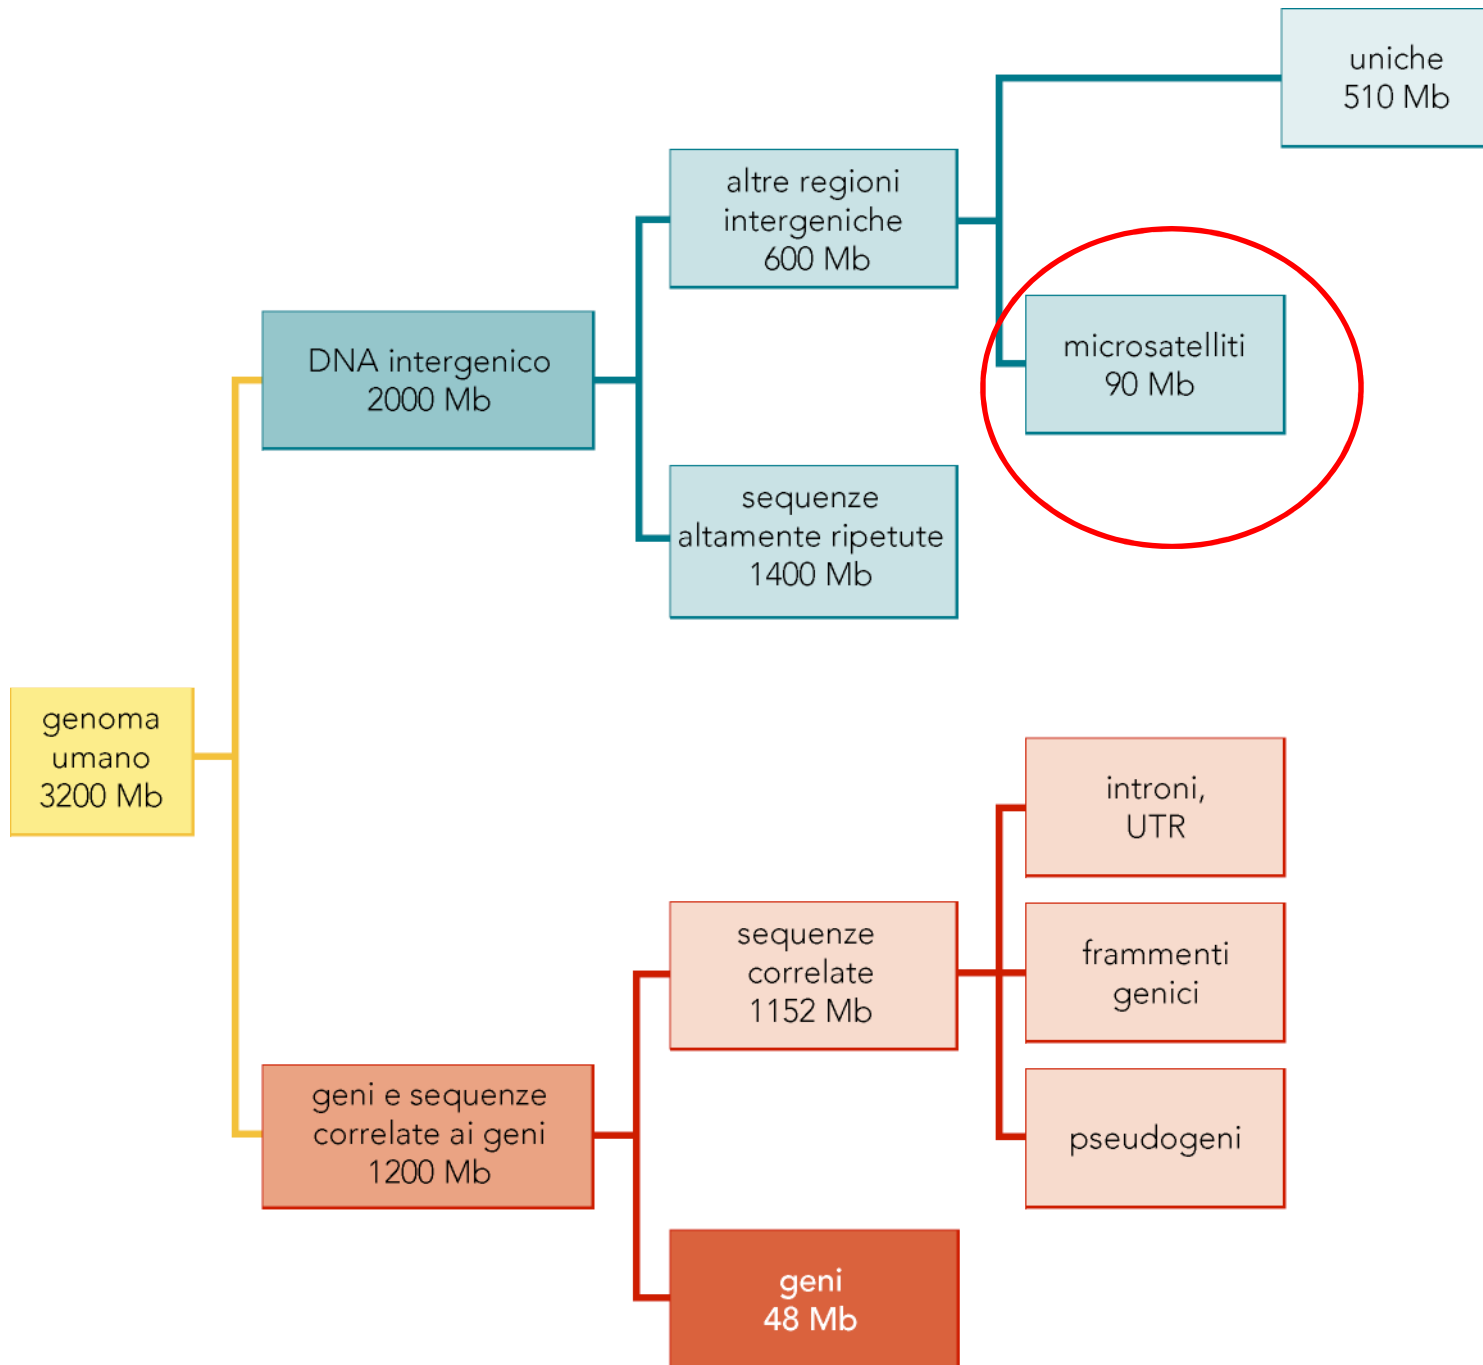 uniche
510 Mb
altre regioni
intergeniche
600 Mb
microsatelliti
90 Mb
DNA intergenico
2000 Mb
sequenze
altamente ripetute
1400 Mb
genoma
umano
3200 Mb
introni,
UTR
sequenze
correlate
1152 Mb
frammenti
genici
geni e sequenze
correlate ai geni
1200 Mb
pseudogeni
geni
48 Mb